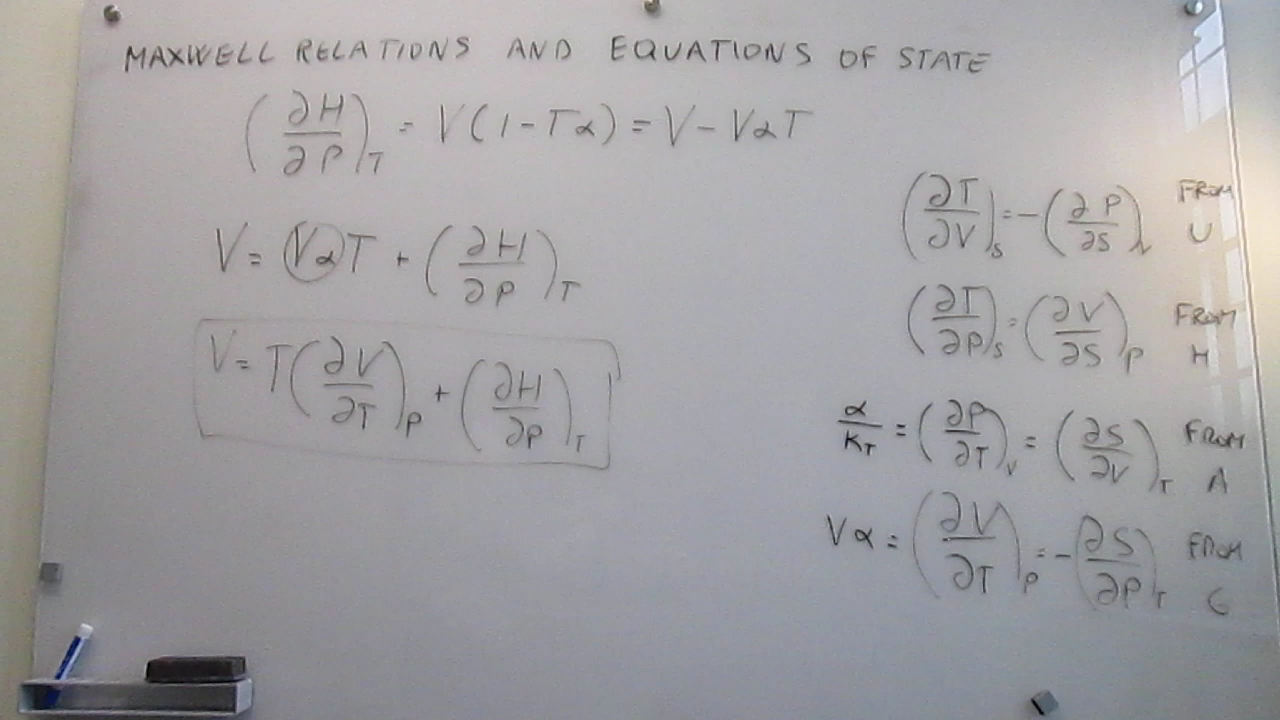 MAXWELL RELATIONS AND EQUATIONS OF STATE
(∂H/∂P)_T = V(1-Tα) = V-VαT
V = VαT + (∂H/∂P)_T
V = T(∂V/∂T)_P + (∂H/∂P)_T
(∂T/∂V)_S = -(∂P/∂S)_V FROM U
(∂T/∂P)_S = (∂V/∂S)_P FROM H
α/K_T = (∂P/∂T)_V = (∂S/∂V)_T FROM A
Vα = (∂V/∂T)_P = -(∂S/∂P)_T FROM G